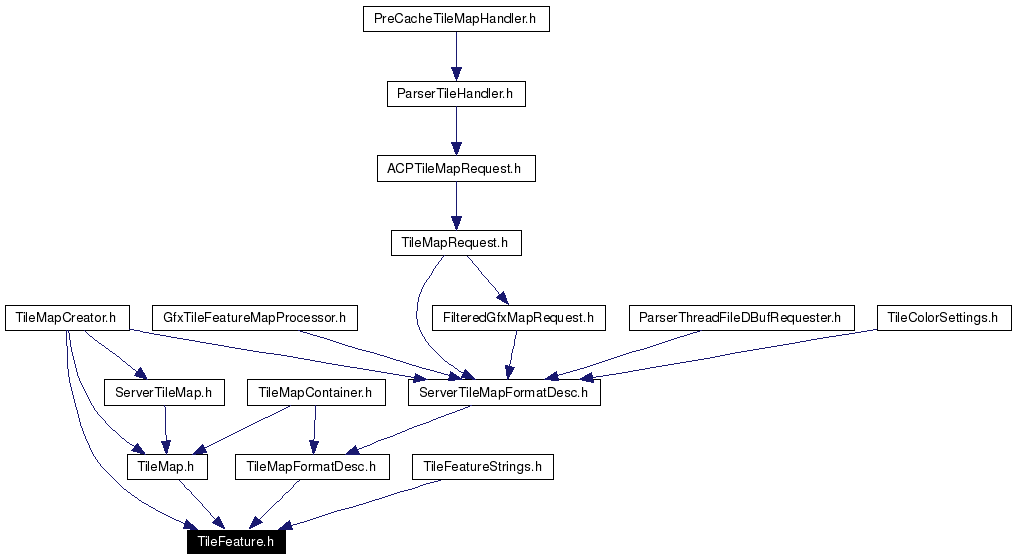 PreCacheTileMapHandler.h
ParserTileHandler.h
ACPTileMapRequest.h
TileMapRequest.h
TileMapCreator.h
GfxTileFeatureMapProcessor.h
FilteredGfxMapRequest.h
ParserThreadFileDBufRequester.h
TileColorSettings.h
ServerTileMap.h
TileMapContainer.h
ServerTileMapFormatDesc.h
TileMap.h
TileMapFormatDesc.h
TileFeatureStrings.h
TileFeature.h